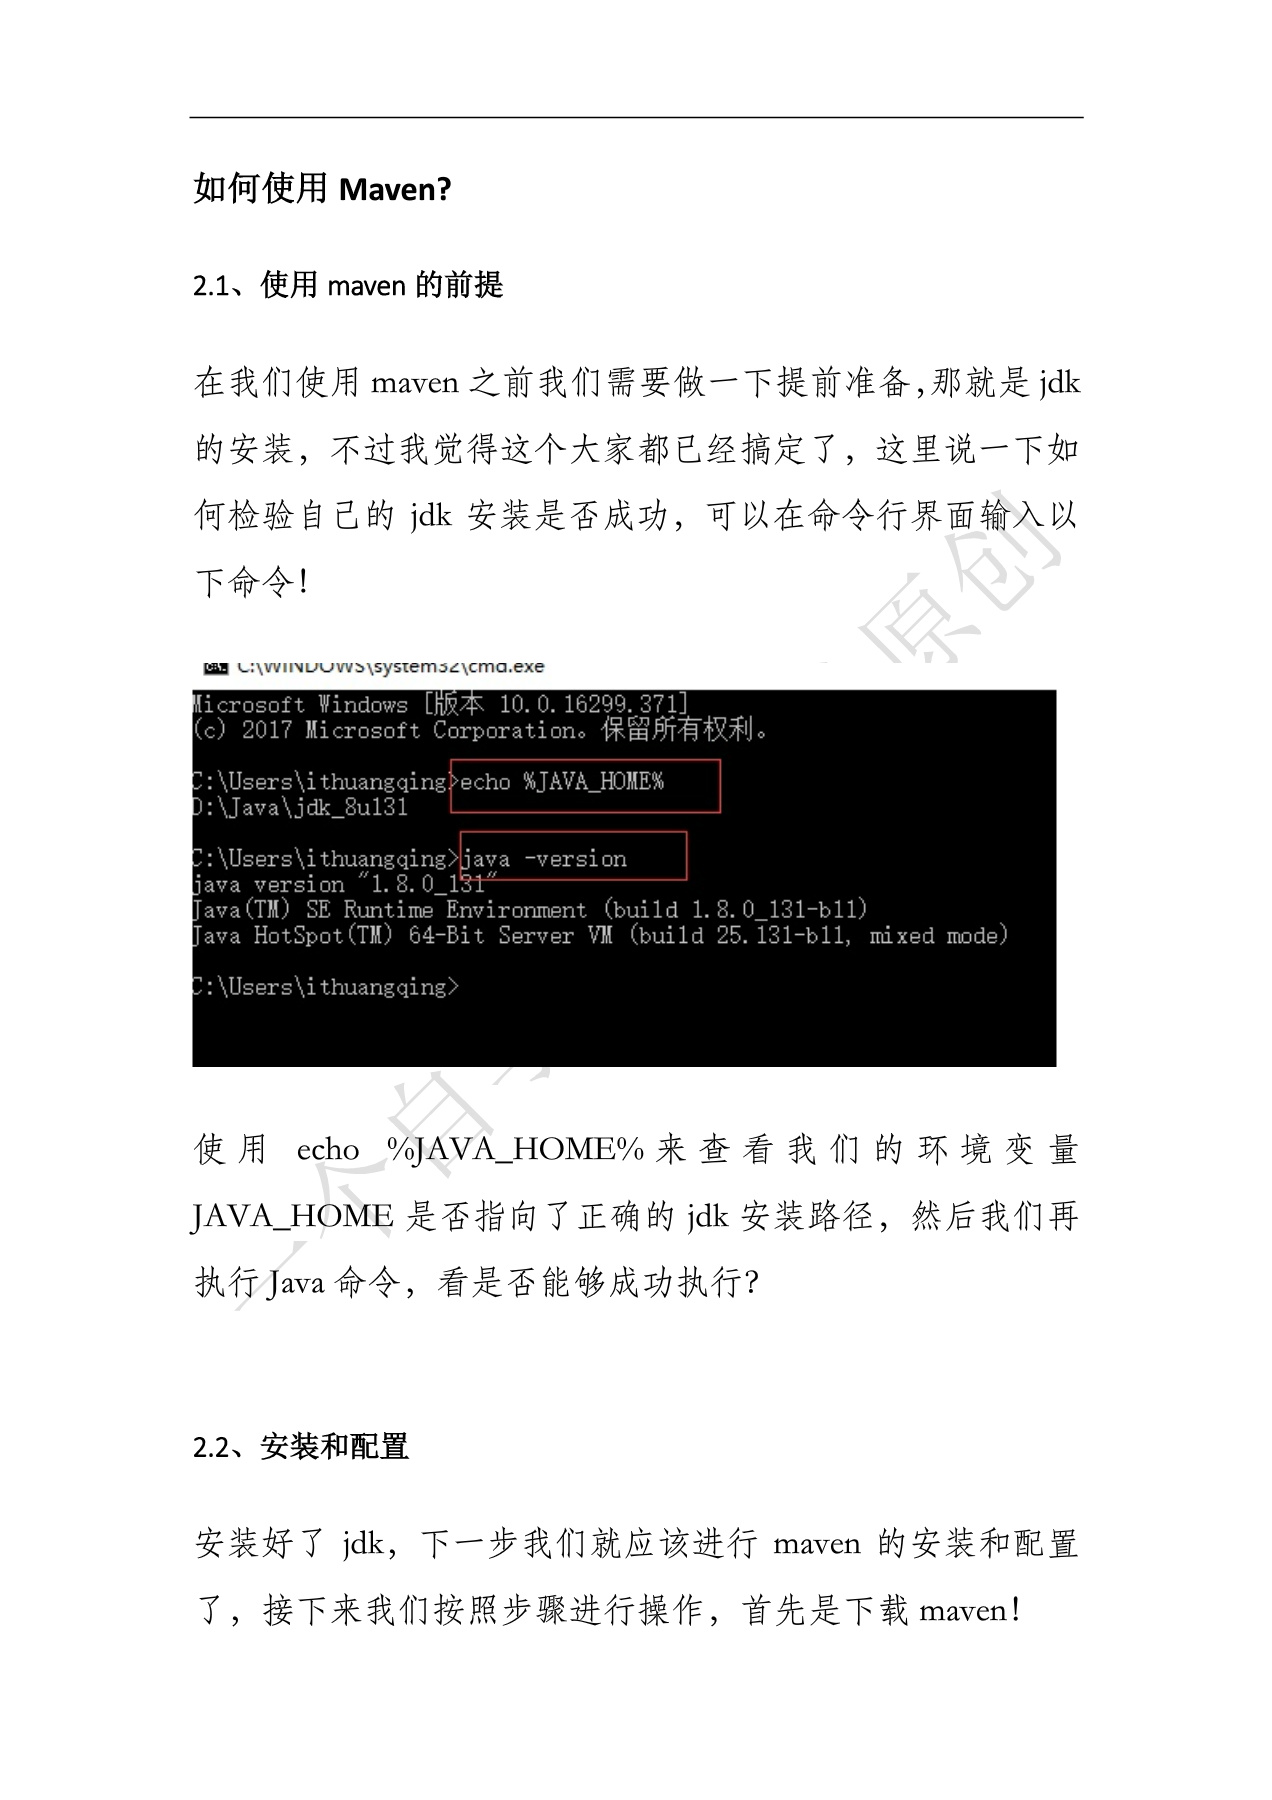 如何使用 Maven?
2.1、使用 maven 的前提
在我们使用 maven 之前我们需要做一下提前准备,那就是 jdk
的安装，不过我觉得这个大家都已经搞定了，这里说一下如
何检验自己的 jdk 安装是否成功，可以在命令行界面输入以
下命令！
C:\WINDOWS\system32\cmd.exe
Microsoft Windows [版本 10.0.16299.371]
(c) 2017 Microsoft Corporation。保留所有权利。
C:\Users\ithuangqing>echo %JAVA_HOME%
D:\Java\jdk_8u131
C:\Users\ithuangqing>java -version
java version "1.8.0_131"
Java(TM) SE Runtime Environment (build 1.8.0_131-b11)
Java HotSpot(TM) 64-Bit Server VM (build 25.131-b11, mixed mode)
C:\Users\ithuangqing>
使用 echo %JAVA_HOME%来查看我们的环境变量
JAVA_HOME 是否指向了正确的 jdk 安装路径，然后我们再
执行 Java 命令，看是否能够成功执行？
2.2、安装和配置
安装好了 jdk，下一步我们就应该进行 maven 的安装和配置
了，接下来我们按照步骤进行操作，首先是下载 maven！
一个自
原创